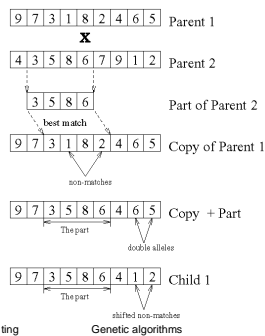 9 7 3 1 8 2 4 6 5 Parent 1
X
4 3 5 8 6 7 9 1 2 Parent 2
3 5 8 6 Part of Parent 2
best match
9 7 3 1 8 2 4 6 5 Copy of Parent 1
non-matches
9 7 3 5 8 6 4 6 5 Copy + Part
The part
double alleles
9 7 3 5 8 6 4 1 2 Child 1
The part
shifted non-matches
ting Genetic algorithms